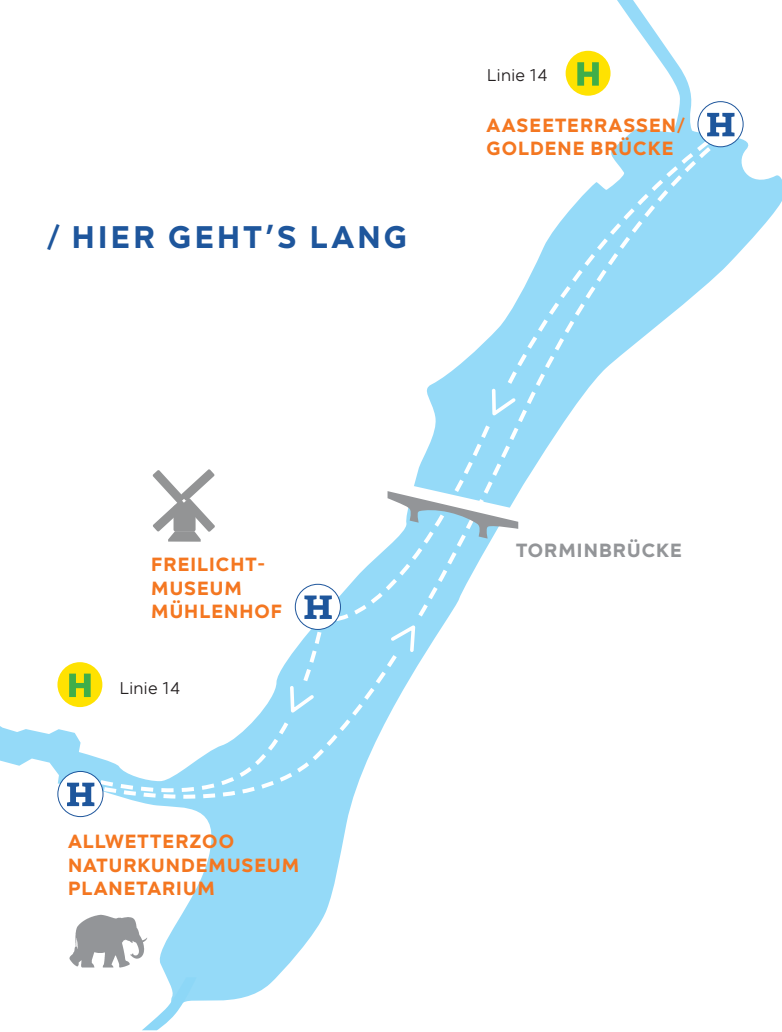 Linie 14 H
AASEETERRASSEN/ H
GOLDENE BRÜCKE
/ HIER GEHT'S LANG
TORMINBRÜCKE
FREILICHT-
MUSEUM
MÜHLENHOF H
H Linie 14
H
ALLWETTERZOO
NATURKUNDEMUSEUM
PLANETARIUM